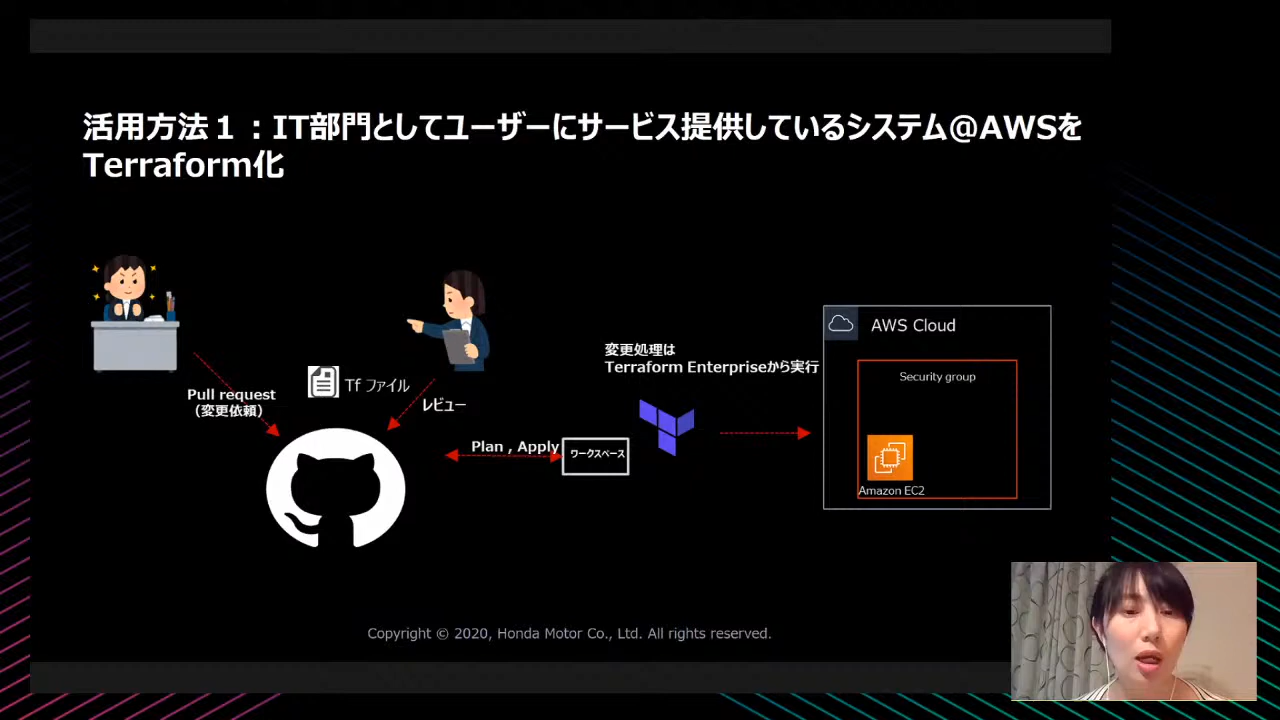 活用方法１：IT部門としてユーザーにサービス提供しているシステム@AWSを
Terraform化
Pull request
（変更依頼）
Tf ファイル
レビュー
Plan , Apply
ワークスペース
変更処理は
Terraform Enterpriseから実行
AWS Cloud
Security group
Amazon EC2
Copyright © 2020, Honda Motor Co., Ltd. All rights reserved.